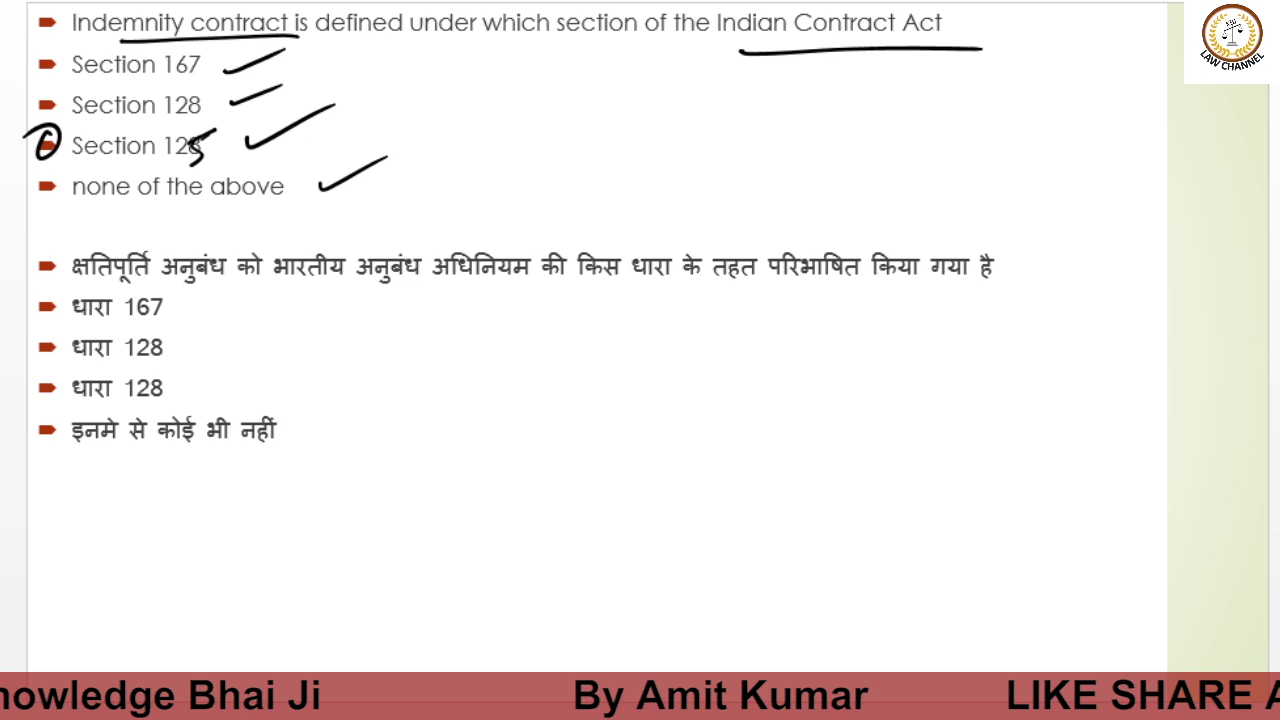 Indemnity contract is defined under which section of the Indian Contract Act
LAW CHANNEL
Section 167
Section 128
Section 125
none of the above
क्षतिपूर्ति अनुबंध को भारतीय अनुबंध अधिनियम की किस धारा के तहत परिभाषित किया गया है
धारा 167
धारा 128
धारा 128
इनमे से कोई भी नहीं
nowledge Bhai Ji By Amit Kumar LIKE SHARE A